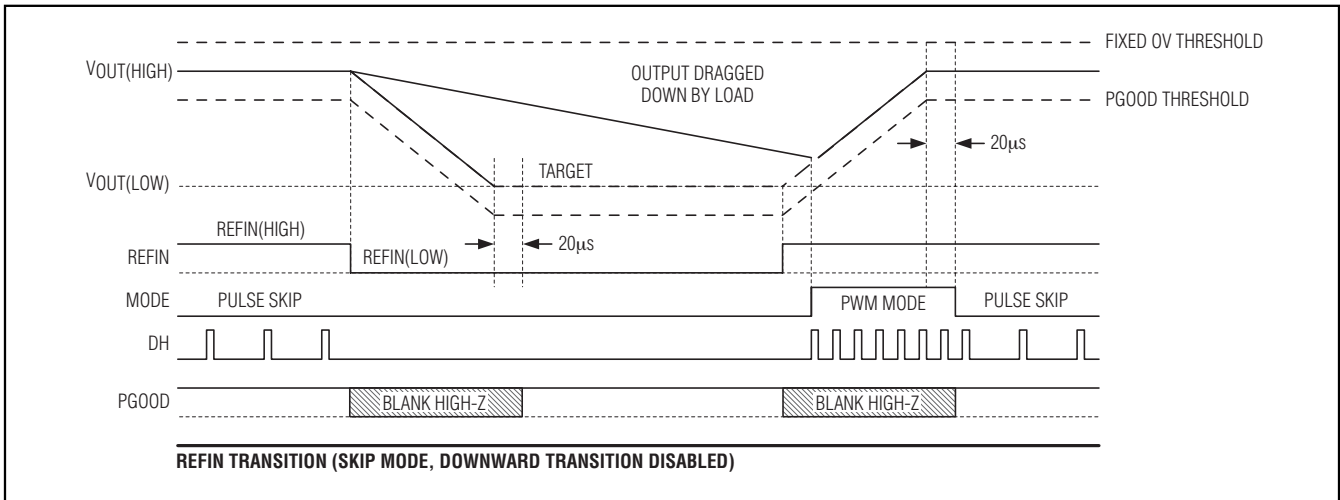 FIXED OV THRESHOLD
VOUT(HIGH)
OUTPUT DRAGGED
DOWN BY LOAD
PGOOD THRESHOLD
20μs
TARGET
VOUT(LOW)
REFIN(HIGH)
20μs
REFIN
REFIN(LOW)
MODE
PULSE SKIP
PWM MODE
PULSE SKIP
DH
PGOOD
BLANK HIGH-Z
BLANK HIGH-Z
REFIN TRANSITION (SKIP MODE, DOWNWARD TRANSITION DISABLED)